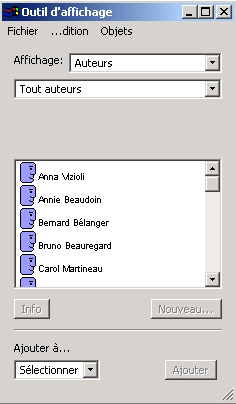 Outil d'affichage
Fichier ...dition Objets
Affichage: Auteurs
Tout auteurs
Anna Vizioli
Annie Beaudoin
Bernard Bélanger
Bruno Beauregard
Carol Martineau
Info Nouveau...
Ajouter à...
Sélectionner Ajouter